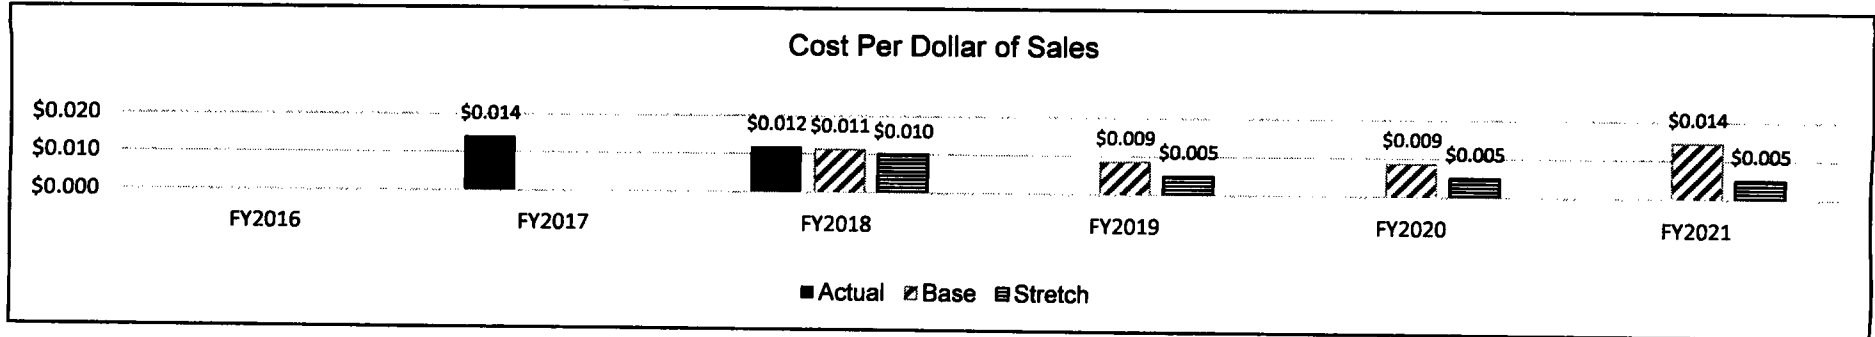 Cost Per Dollar of Sales
$0.020
$0.010
$0.000
$0.014
$0.012 $0.011 $0.010
$0.009 $0.005
$0.009 $0.005
$0.014 $0.005
FY2016 FY2017 FY2018 FY2019 FY2020 FY2021
Actual Base Stretch